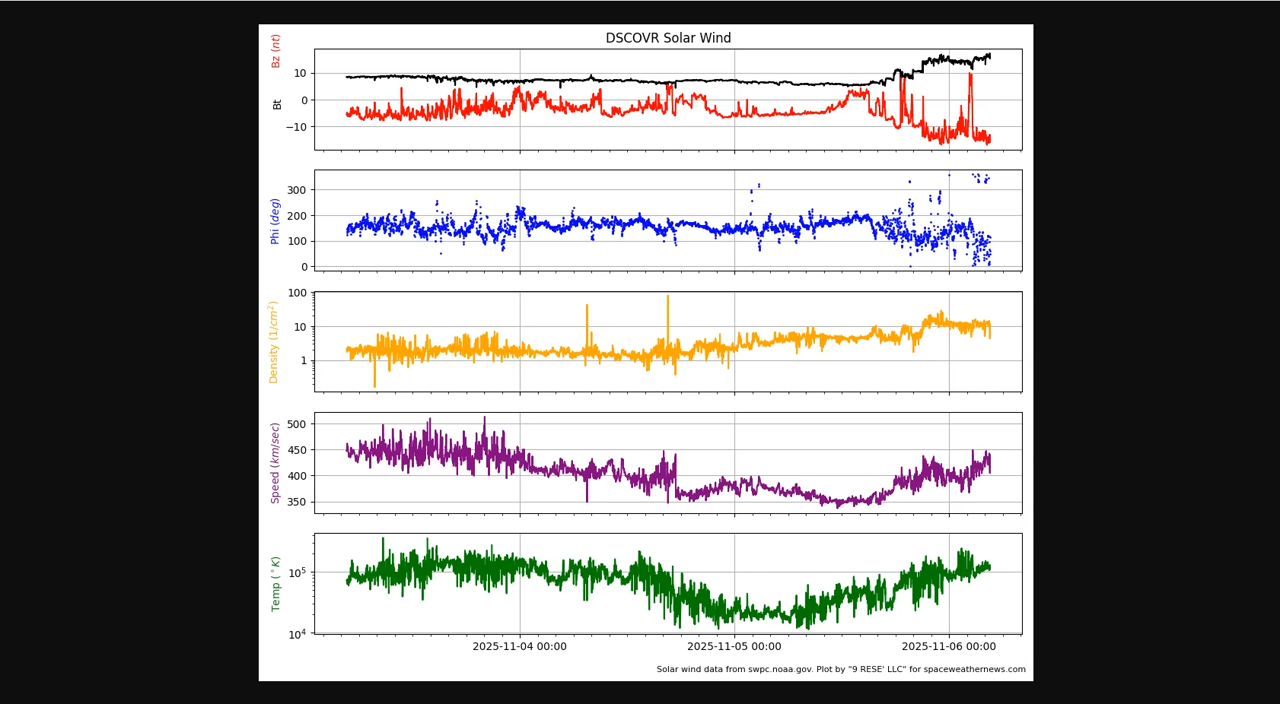 DSCOVR Solar Wind
Bt Bz (nt)
10
0
−10
Phi (deg)
300
200
100
0
Density (1/cm²)
100
10
1
Speed (km/sec)
500
450
400
350
Temp (°K)
10⁵
10⁴
2025-11-04 00:00 2025-11-05 00:00 2025-11-06 00:00
Solar wind data from swpc.noaa.gov. Plot by "9 RESE' LLC" for spaceweathernews.com